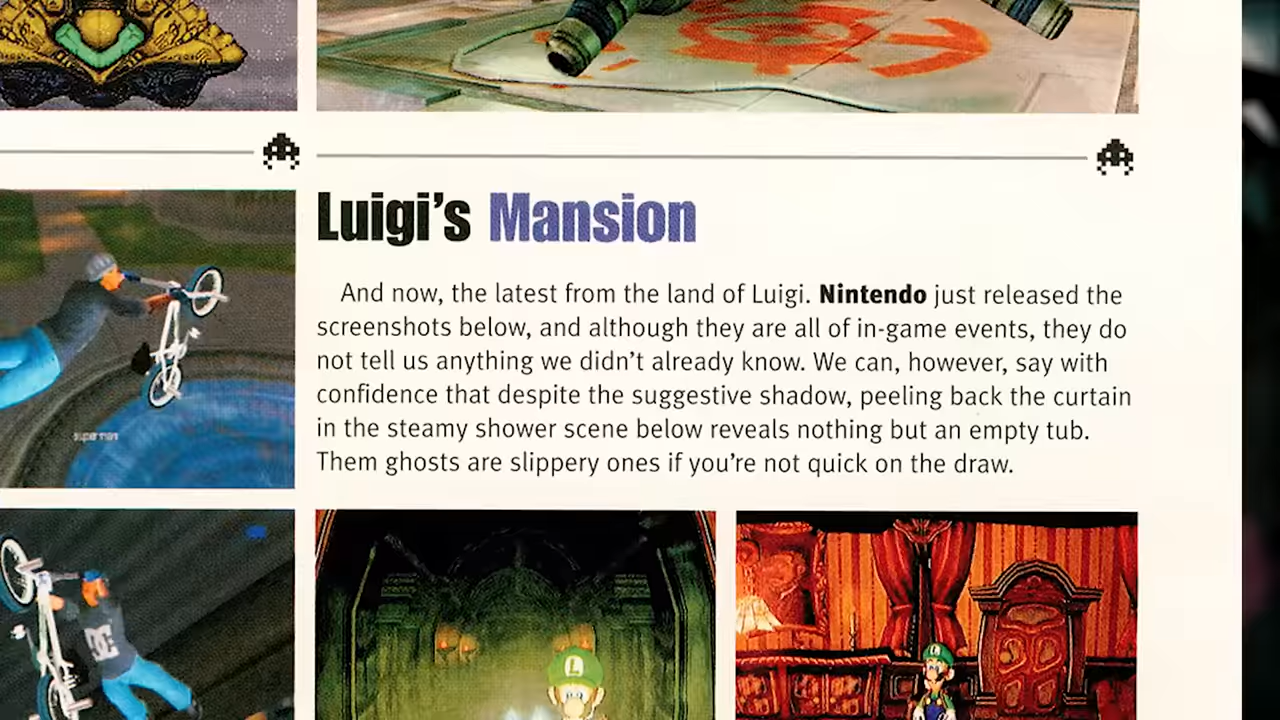 Luigi's Mansion
And now, the latest from the land of Luigi. Nintendo just released the
screenshots below, and although they are all of in-game events, they do
not tell us anything we didn't already know. We can, however, say with
confidence that despite the suggestive shadow, peeling back the curtain
in the steamy shower scene below reveals nothing but an empty tub.
Them ghosts are slippery ones if you're not quick on the draw.
superman
DC
L
L